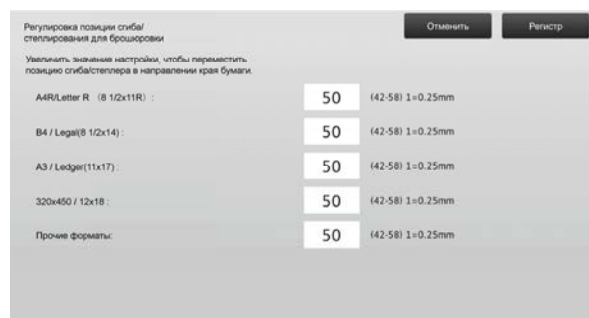 Регулировка позиции сгиба/
степлирования для брошюровки
Отменить
Регистр
Увеличить значение настройки, чтобы переместить
позицию сгиба/степлера в направлении края бумаги.
A4R/Letter R (8 1/2x11R) :
50
(42-58) 1=0.25mm
B4 / Legal(8 1/2x14) :
50
(42-58) 1=0.25mm
A3 / Ledger(11x17) :
50
(42-58) 1=0.25mm
320x450 / 12x18 :
50
(42-58) 1=0.25mm
Прочие форматы:
50
(42-58) 1=0.25mm